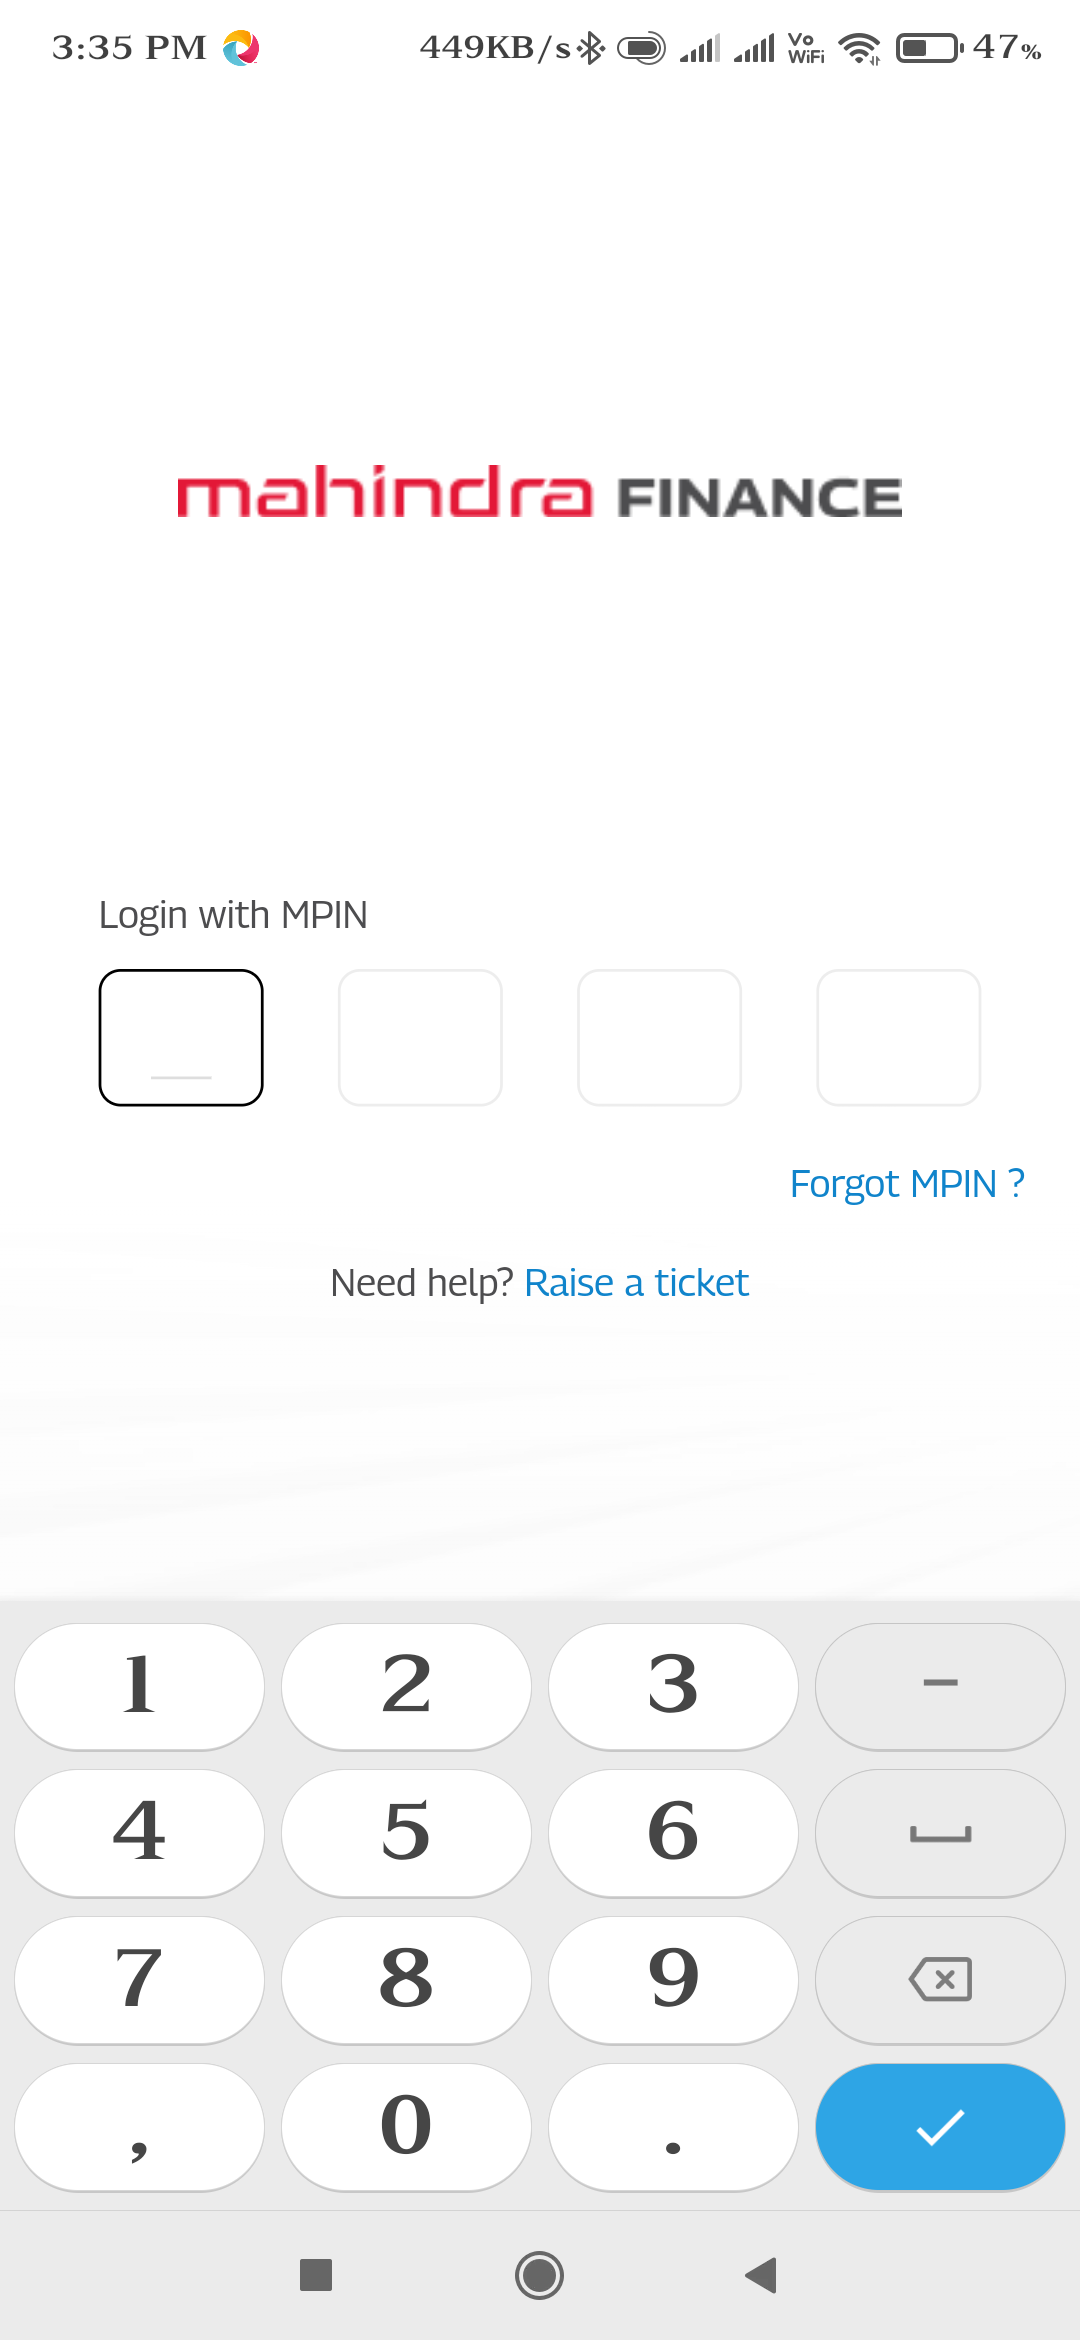 3:35 PM 449KB/s Vo WiFi 47%
mahindra FINANCE
Login with MPIN
Forgot MPIN ?
Need help? Raise a ticket
1 2 3 –
4 5 6
7 8 9
, 0 .